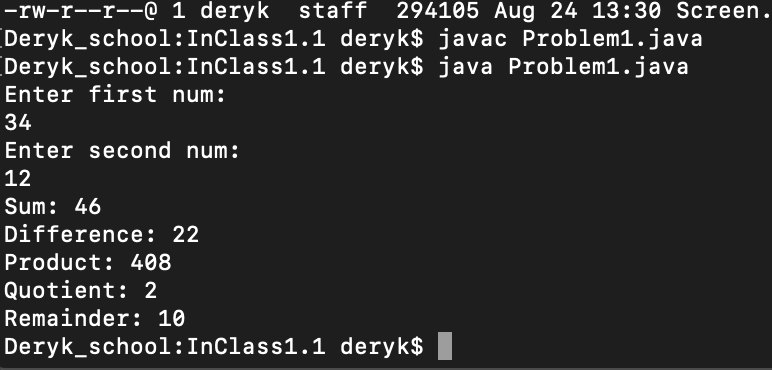 -rw-r--r--@ 1 deryk  staff  294105 Aug 24 13:30 Screen.
[Deryk_school:InClass1.1 deryk$ javac Problem1.java
[Deryk_school:InClass1.1 deryk$ java Problem1.java
Enter first num:
34
Enter second num:
12
Sum: 46
Difference: 22
Product: 408
Quotient: 2
Remainder: 10
Deryk_school:InClass1.1 deryk$